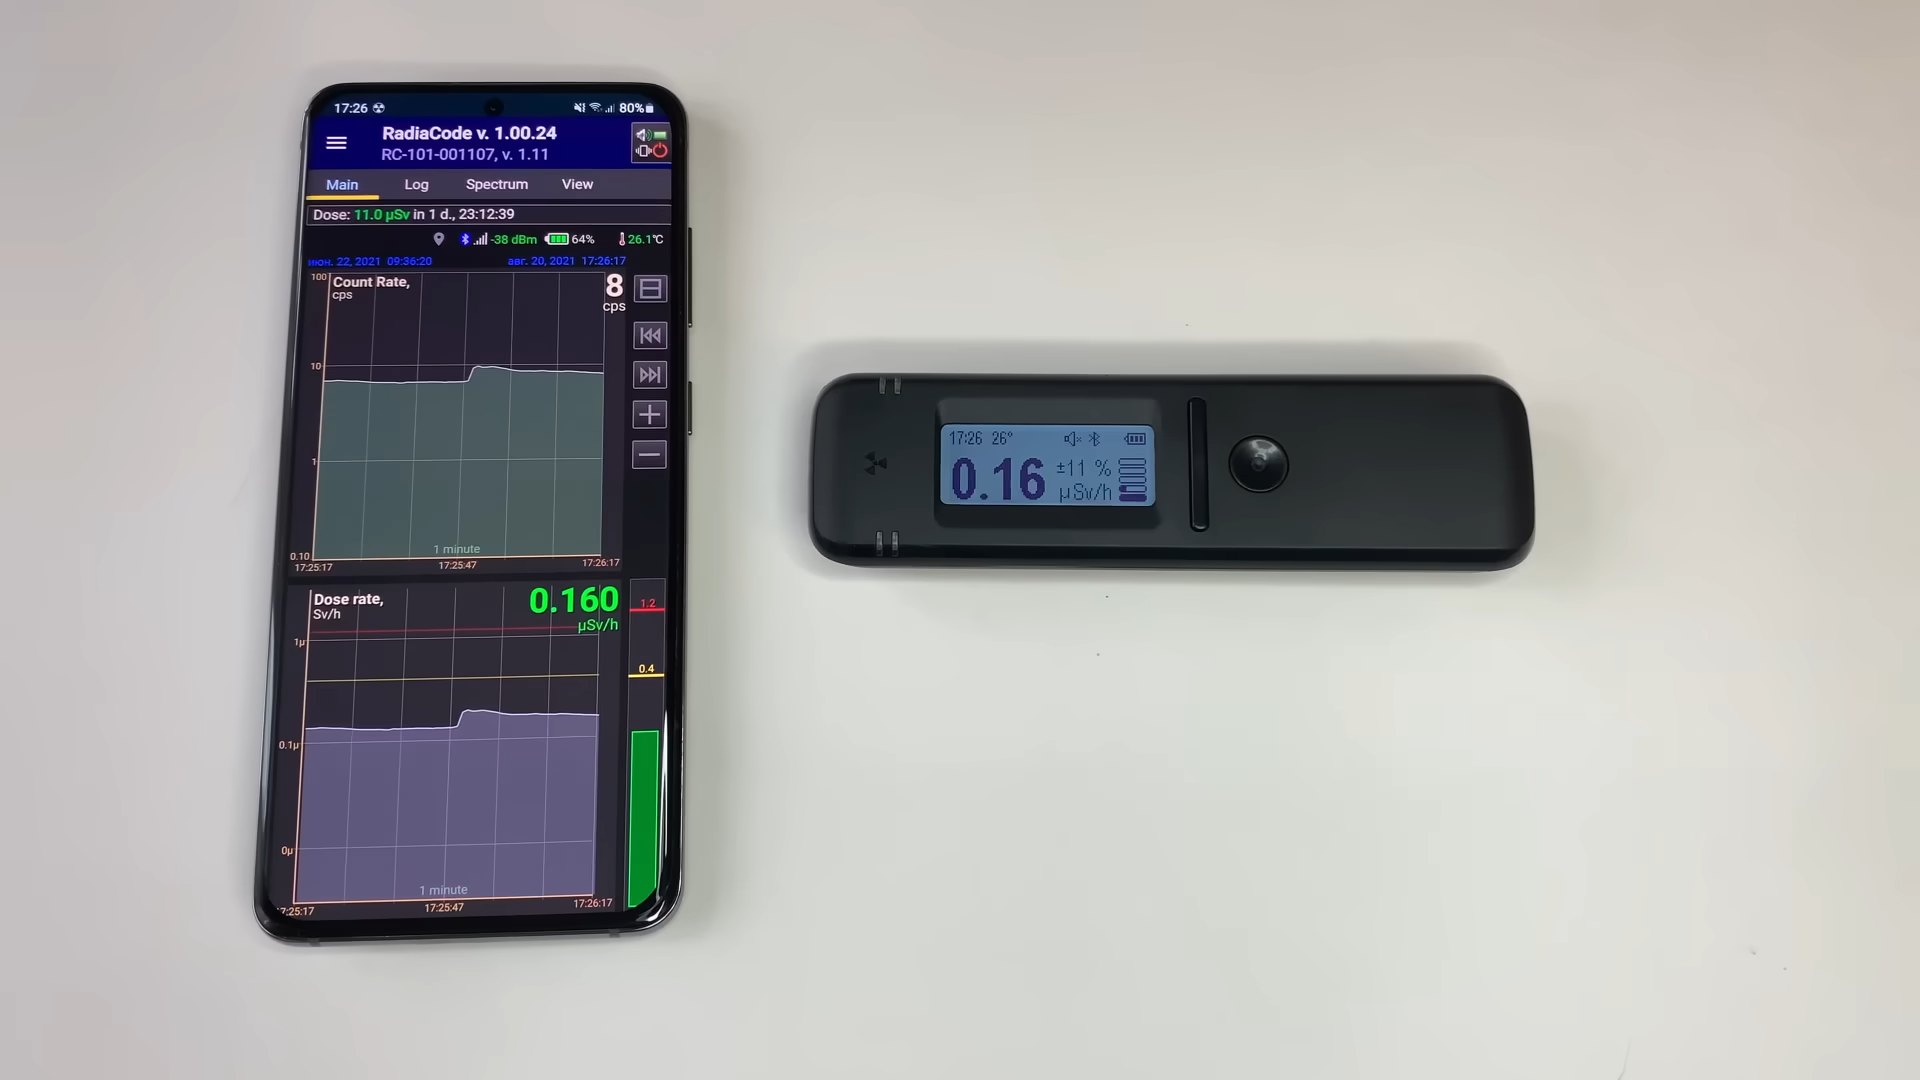 17:26 80%
RadiaCode v. 1.00.24
RC-101-001107, v. 1.11
Main Log Spectrum View
Dose: 11.0 µSv in 1 d., 23:12:39
-38 dBm 64% 26.1°C
июн. 22, 2021 09:36:20 авг. 20, 2021 17:26:17
100 Count Rate, 8
cps cps
10
1
0.10 1 minute
17:25:17 17:25:47 17:26:17
Dose rate, 0.160
Sv/h µSv/h
1.2
1µ
0.4
0.1µ
0µ
1 minute
17:25:17 17:25:47 17:26:17
17:26 26°
0.16 ±11 %
µSv/h